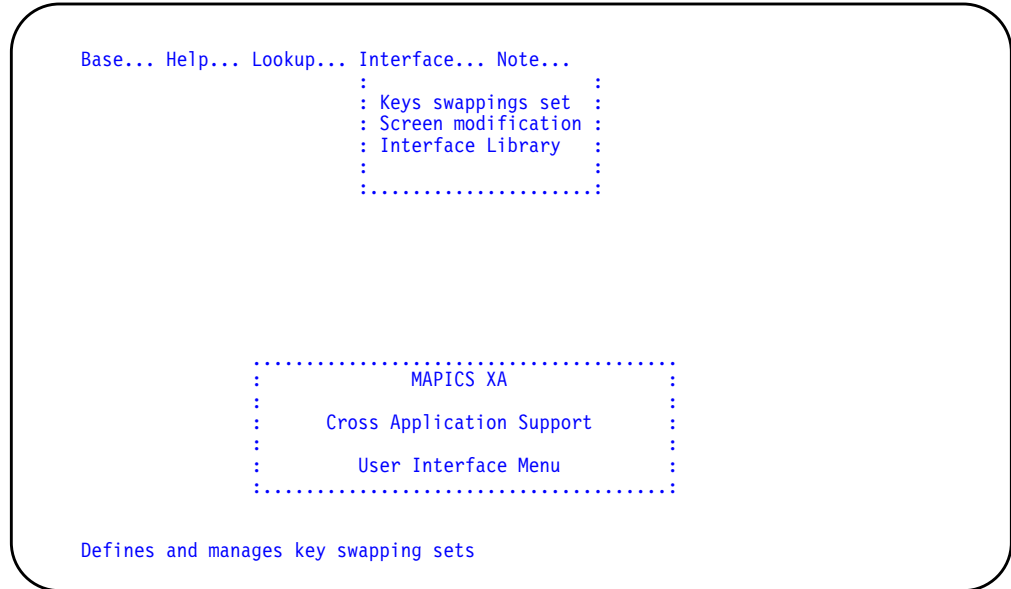 Base... Help... Lookup... Interface... Note...
: :
: Keys swappings set :
: Screen modification :
: Interface Library :
: :
:.....................:
.......................................
: MAPICS XA :
: :
: Cross Application Support :
: :
: User Interface Menu :
:......................................:
Defines and manages key swapping sets